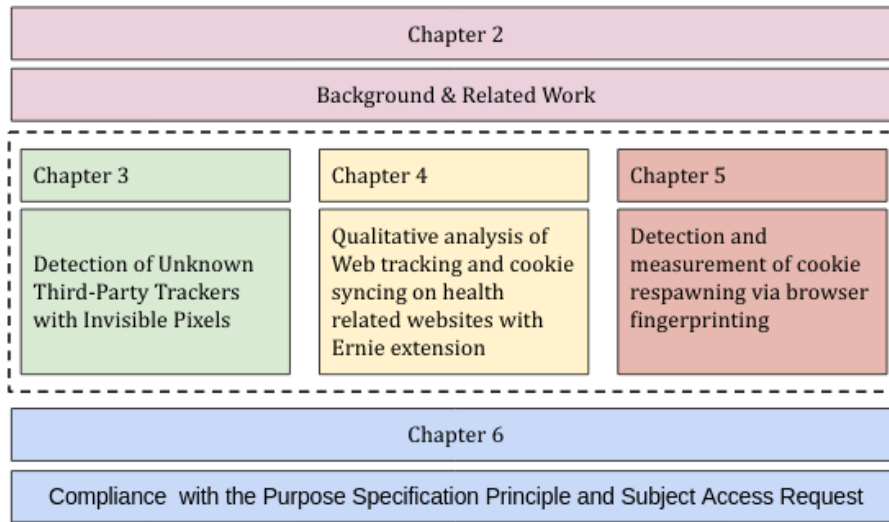 Chapter 2
Background & Related Work
Chapter 3
Detection of Unknown
Third-Party Trackers
with Invisible Pixels
Chapter 4
Qualitative analysis of
Web tracking and cookie
syncing on health
related websites with
Ernie extension
Chapter 5
Detection and
measurement of cookie
respawning via browser
fingerprinting
Chapter 6
Compliance with the Purpose Specification Principle and Subject Access Request